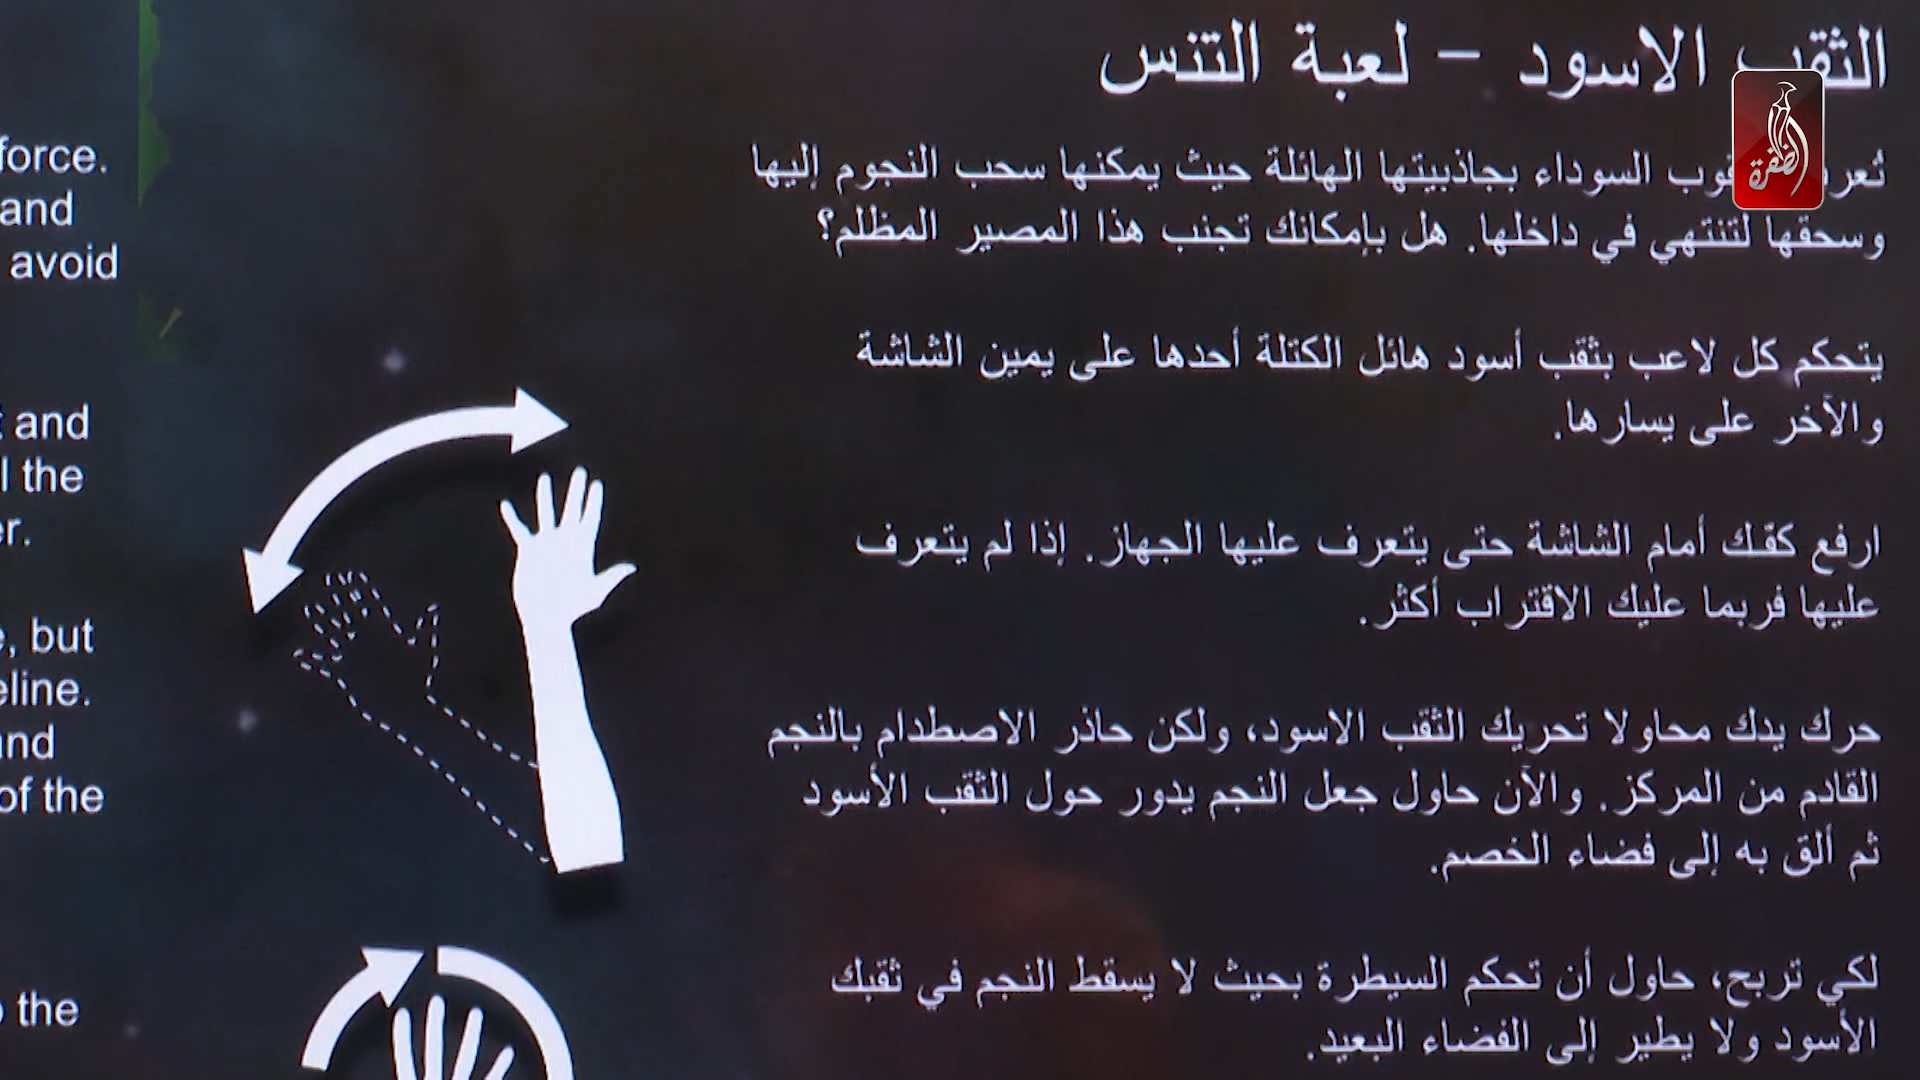 الثقب الاسود – لعبة التنس
السوداء بجاذبيتها الهائلة حيث يمكنها سحب النجوم إليها
وسحقها لتنتهي في داخلها. هل بإمكانك تجنب هذا المصير المظلم؟
يتحكم كل لاعب بثقب أسود هائل الكتلة أحدها على يمين الشاشة
والآخر على يسارها.
ارفع كفّك أمام الشاشة حتى يتعرف عليها الجهاز. إذا لم يتعرف
عليها فربما عليك الاقتراب أكثر.
حرك يدك محاولا تحريك الثقب الاسود، ولكن حاذر الاصطدام بالنجم
القادم من المركز. والآن حاول جعل النجم يدور حول الثقب الأسود
ثم ألق به إلى فضاء الخصم.
لكي تربح، حاول أن تحكم السيطرة بحيث لا يسقط النجم في ثقبك
الأسود ولا يطير إلى الفضاء البعيد.
force.
and
avoid
and
the
, but
of the
the
الظفرة